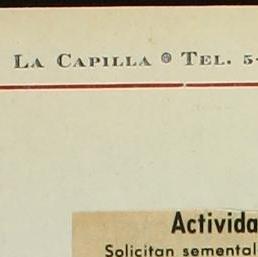 LA CAPILLA TEL. 5-
Activida
Solicitan semental